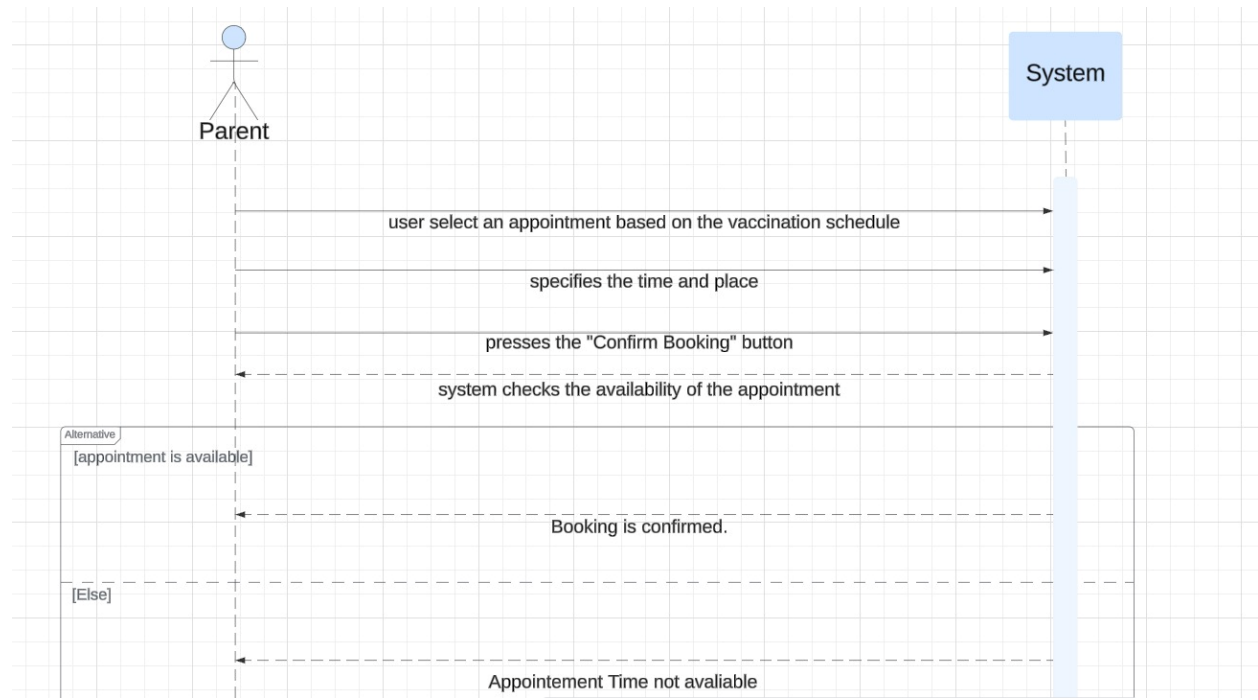 Parent
System
user select an appointment based on the vaccination schedule
specifies the time and place
presses the "Confirm Booking" button
system checks the availability of the appointment
Alternative
[appointment is available]
Booking is confirmed.
[Else]
Appointement Time not avaliable